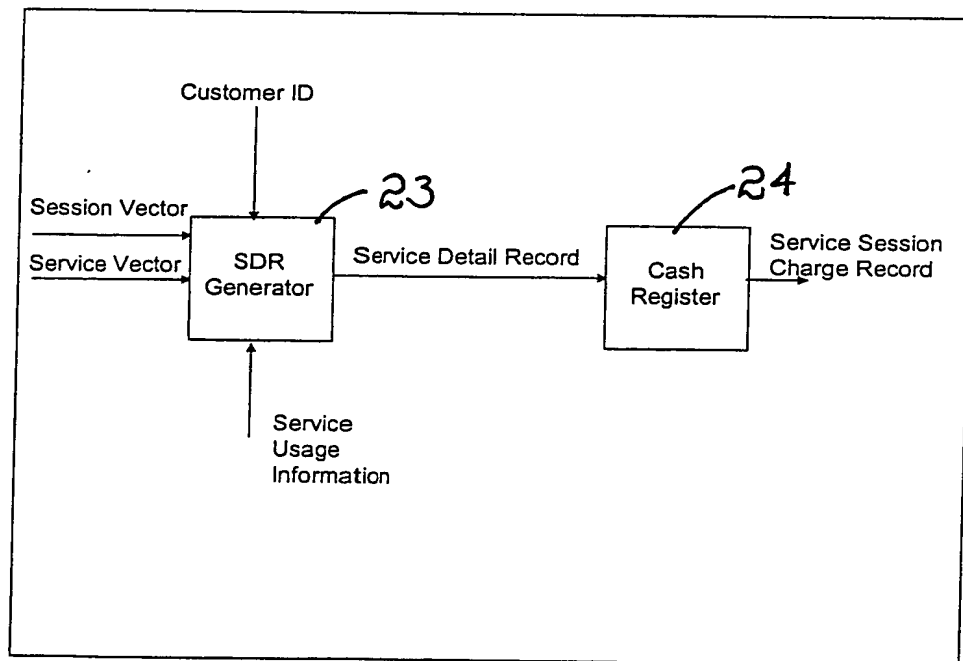 Customer ID
23
24
Session Vector
Service Vector
SDR
Generator
Service Detail Record
Cash
Register
Service Session
Charge Record
Service
Usage
Information